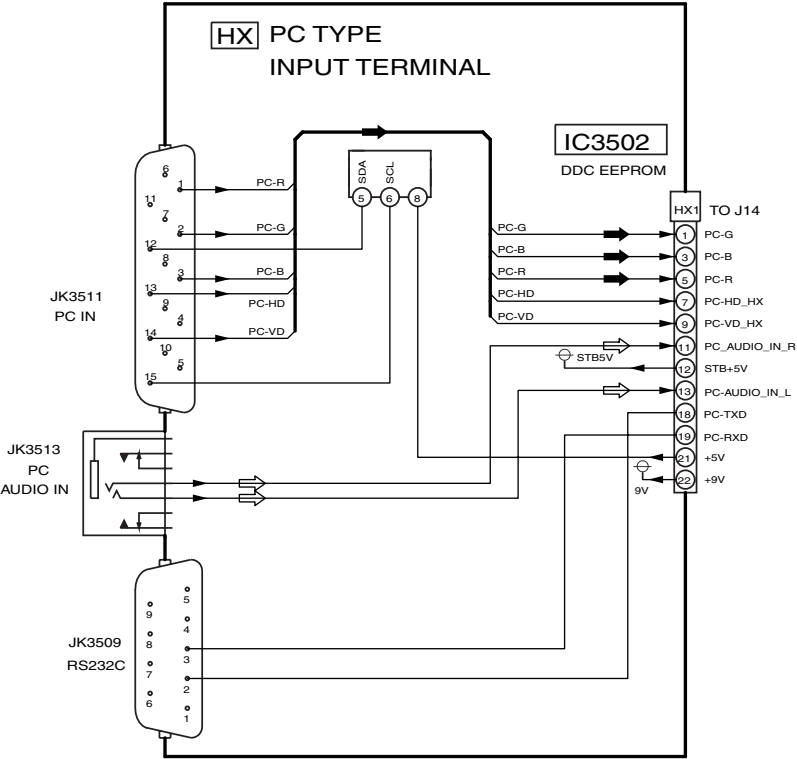 HX PC TYPE
INPUT TERMINAL
IC3502
DDC EEPROM
SDA
SCL
5
6
8
HX1 TO J14
JK3511
PC IN
6
1
11
7
2
12
8
3
13
9
4
14
10
5
15
PC-R
PC-G
PC-B
PC-HD
PC-VD
PC-G
PC-B
PC-R
PC-HD
PC-VD
STB5V
9V
1 PC-G
3 PC-B
5 PC-R
7 PC-HD_HX
9 PC-VD_HX
11 PC_AUDIO_IN_R
12 STB+5V
13 PC-AUDIO_IN_L
18 PC-TXD
19 PC-RXD
21 +5V
22 +9V
JK3513
PC
AUDIO IN
JK3509
RS232C
5
9
4
8
3
7
2
6
1